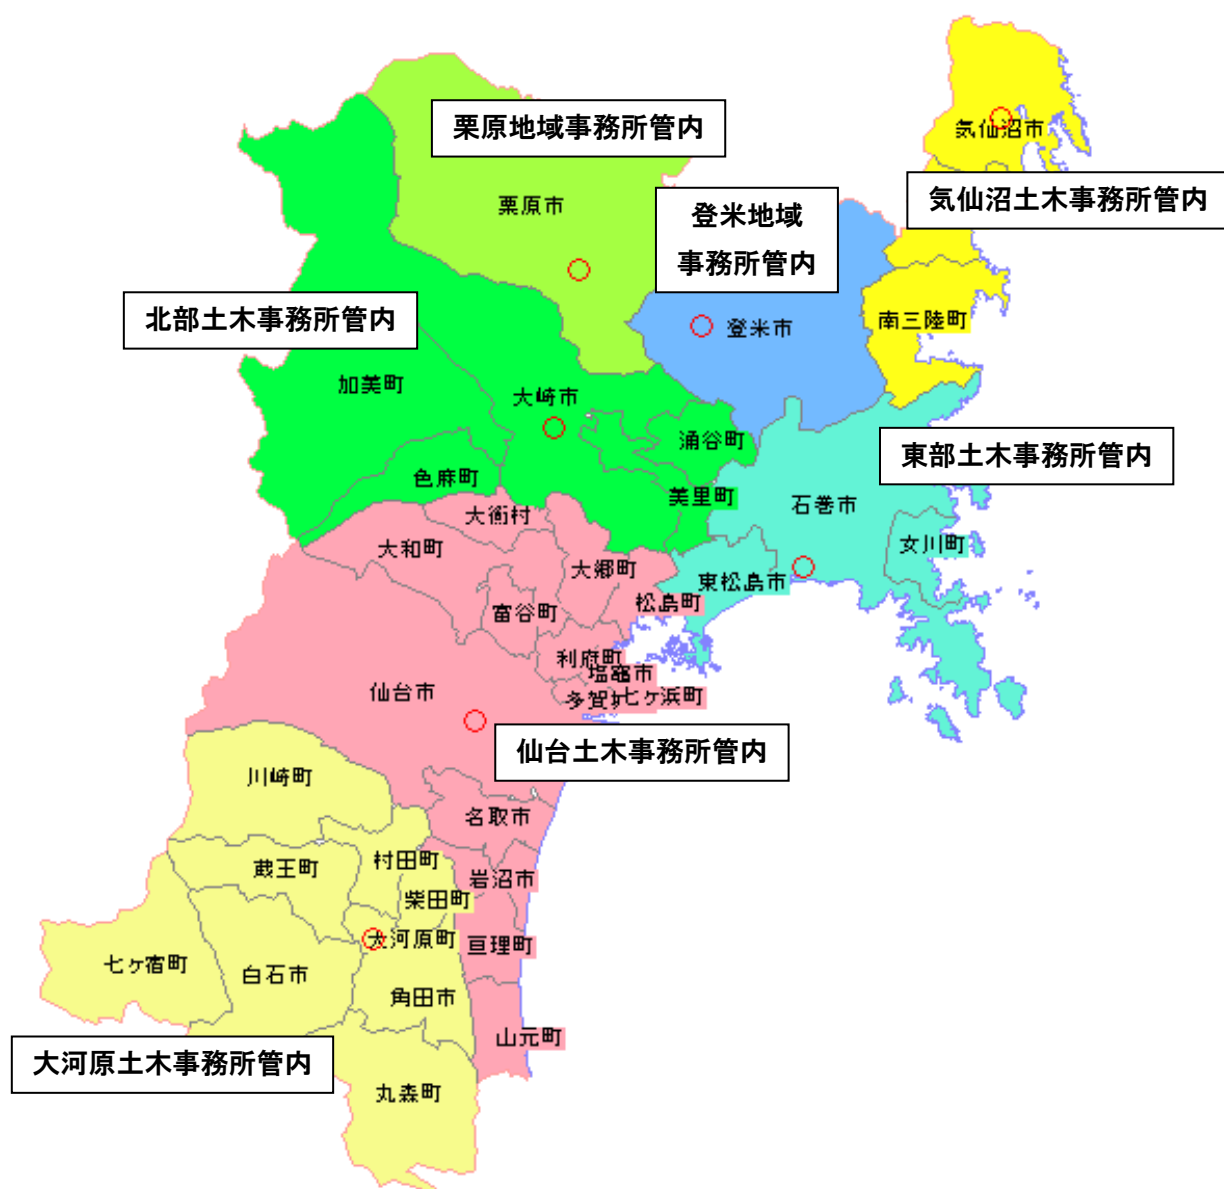 気仙沼市
栗原地域事務所管内
気仙沼土木事務所管内
栗原市
登米地域
事務所管内
北部土木事務所管内
南三陸町
登米市
加美町
大崎市
涌谷町
東部土木事務所管内
色麻町
美里町
石巻市
大衡村
大和町
女川町
大郷町
東松島市
松島町
富谷町
利府町
塩竈市
仙台市
多賀
七ヶ浜町
仙台土木事務所管内
川崎町
名取市
村田町
蔵王町
岩沼市
柴田町
大河原町
亘理町
七ヶ宿町
白石市
角田市
山元町
大河原土木事務所管内
丸森町